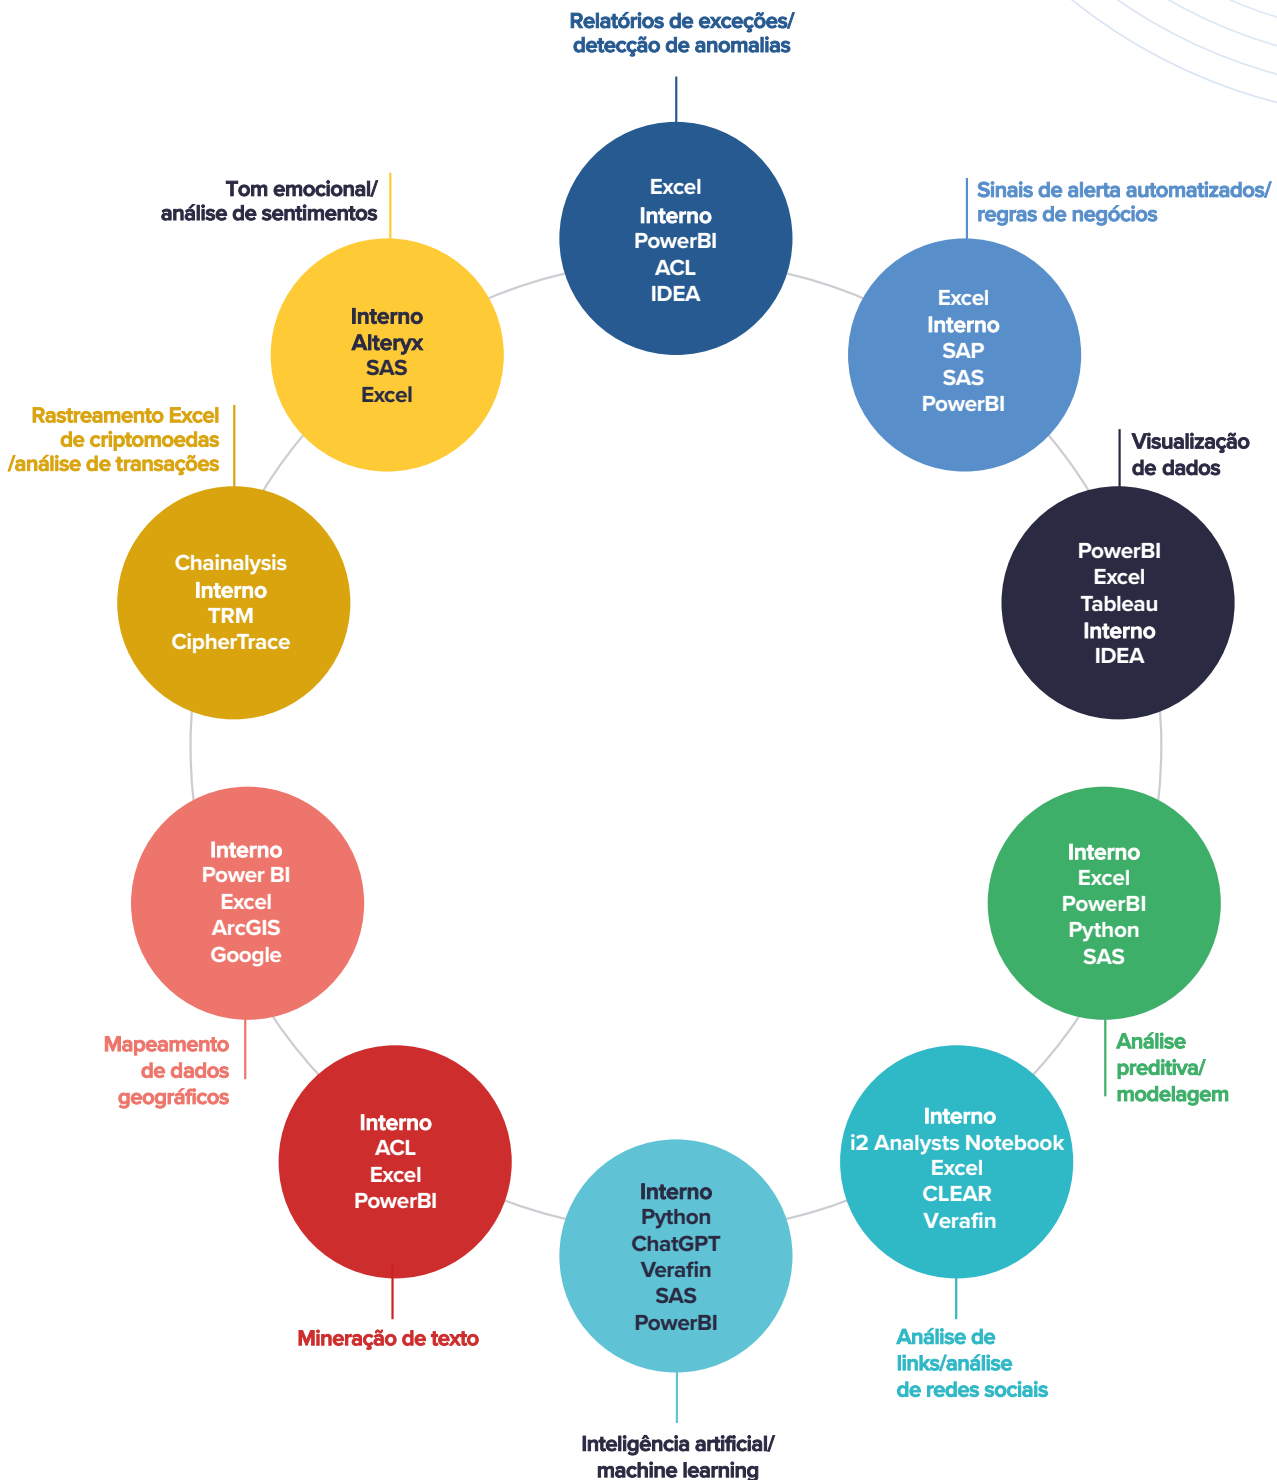 Relatórios de exceções/
detecção de anomalias
Excel
Interno
PowerBI
ACL
IDEA
Sinais de alerta automatizados/
regras de negócios
Excel
Interno
SAP
SAS
PowerBI
Visualização
de dados
PowerBI
Excel
Tableau
Interno
IDEA
Interno
Excel
PowerBI
Python
SAS
Análise
preditiva/
modelagem
Interno
i2 Analysts Notebook
Excel
CLEAR
Verafin
Análise de
links/análise
de redes sociais
Interno
Python
ChatGPT
Verafin
SAS
PowerBI
Inteligência artificial/
machine learning
Interno
ACL
Excel
PowerBI
Mineração de texto
Interno
Power BI
Excel
ArcGIS
Google
Mapeamento
de dados
geográficos
Rastreamento Excel
de criptomoedas
/análise de transações
Chainalysis
Interno
TRM
CipherTrace
Tom emocional/
análise de sentimentos
Interno
Alteryx
SAS
Excel